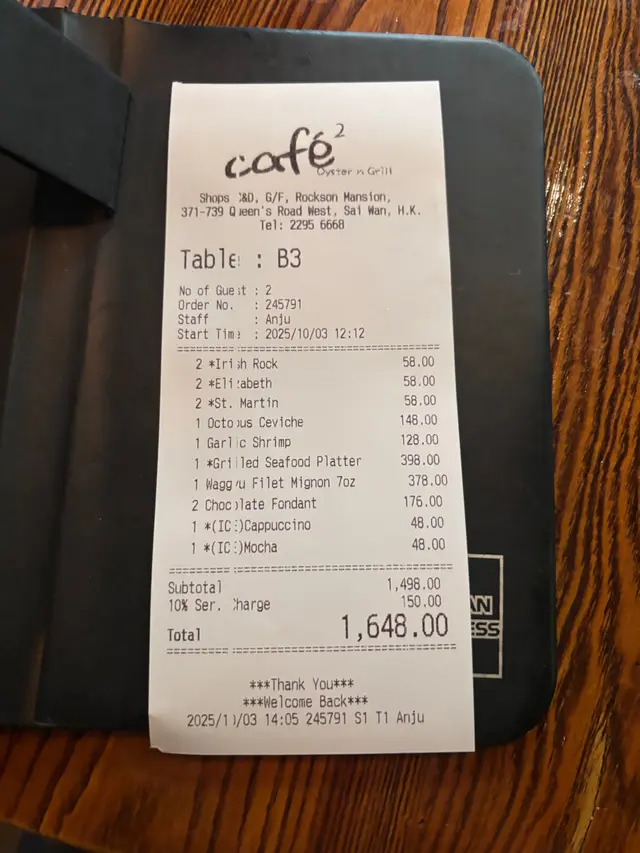 café²
Oyster n Grill
Shops C&D, G/F, Rockson Mansion,
371-739 Queen's Road West, Sai Wan, H.K.
Tel: 2295 6668
Table : B3
No of Guest : 2
Order No. : 245791
Staff : Anju
Start Time : 2025/10/03 12:12
2 *Irish Rock 58.00
2 *Elizabeth 58.00
2 *St. Martin 58.00
1 Octopus Ceviche 148.00
1 Garlic Shrimp 128.00
1 *Grilled Seafood Platter 398.00
1 Waggyu Filet Mignon 7oz 378.00
2 Chocolate Fondant 176.00
1 *(ICE)Cappuccino 48.00
1 *(ICE)Mocha 48.00
Subtotal 1,498.00
10% Ser. Charge 150.00
Total 1,648.00
***Thank You***
***Welcome Back***
2025/10/03 14:05 245791 S1 T1 Anju
AN
ESS